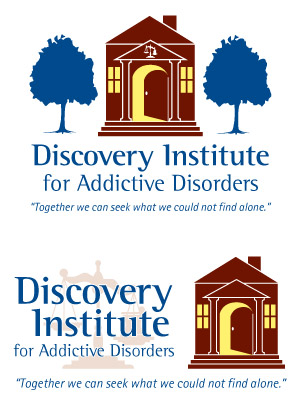 Discovery Institute
for Addictive Disorders
“Together we can seek what we could not find alone.”
Discovery
Institute
for Addictive Disorders
“Together we can seek what we could not find alone.”